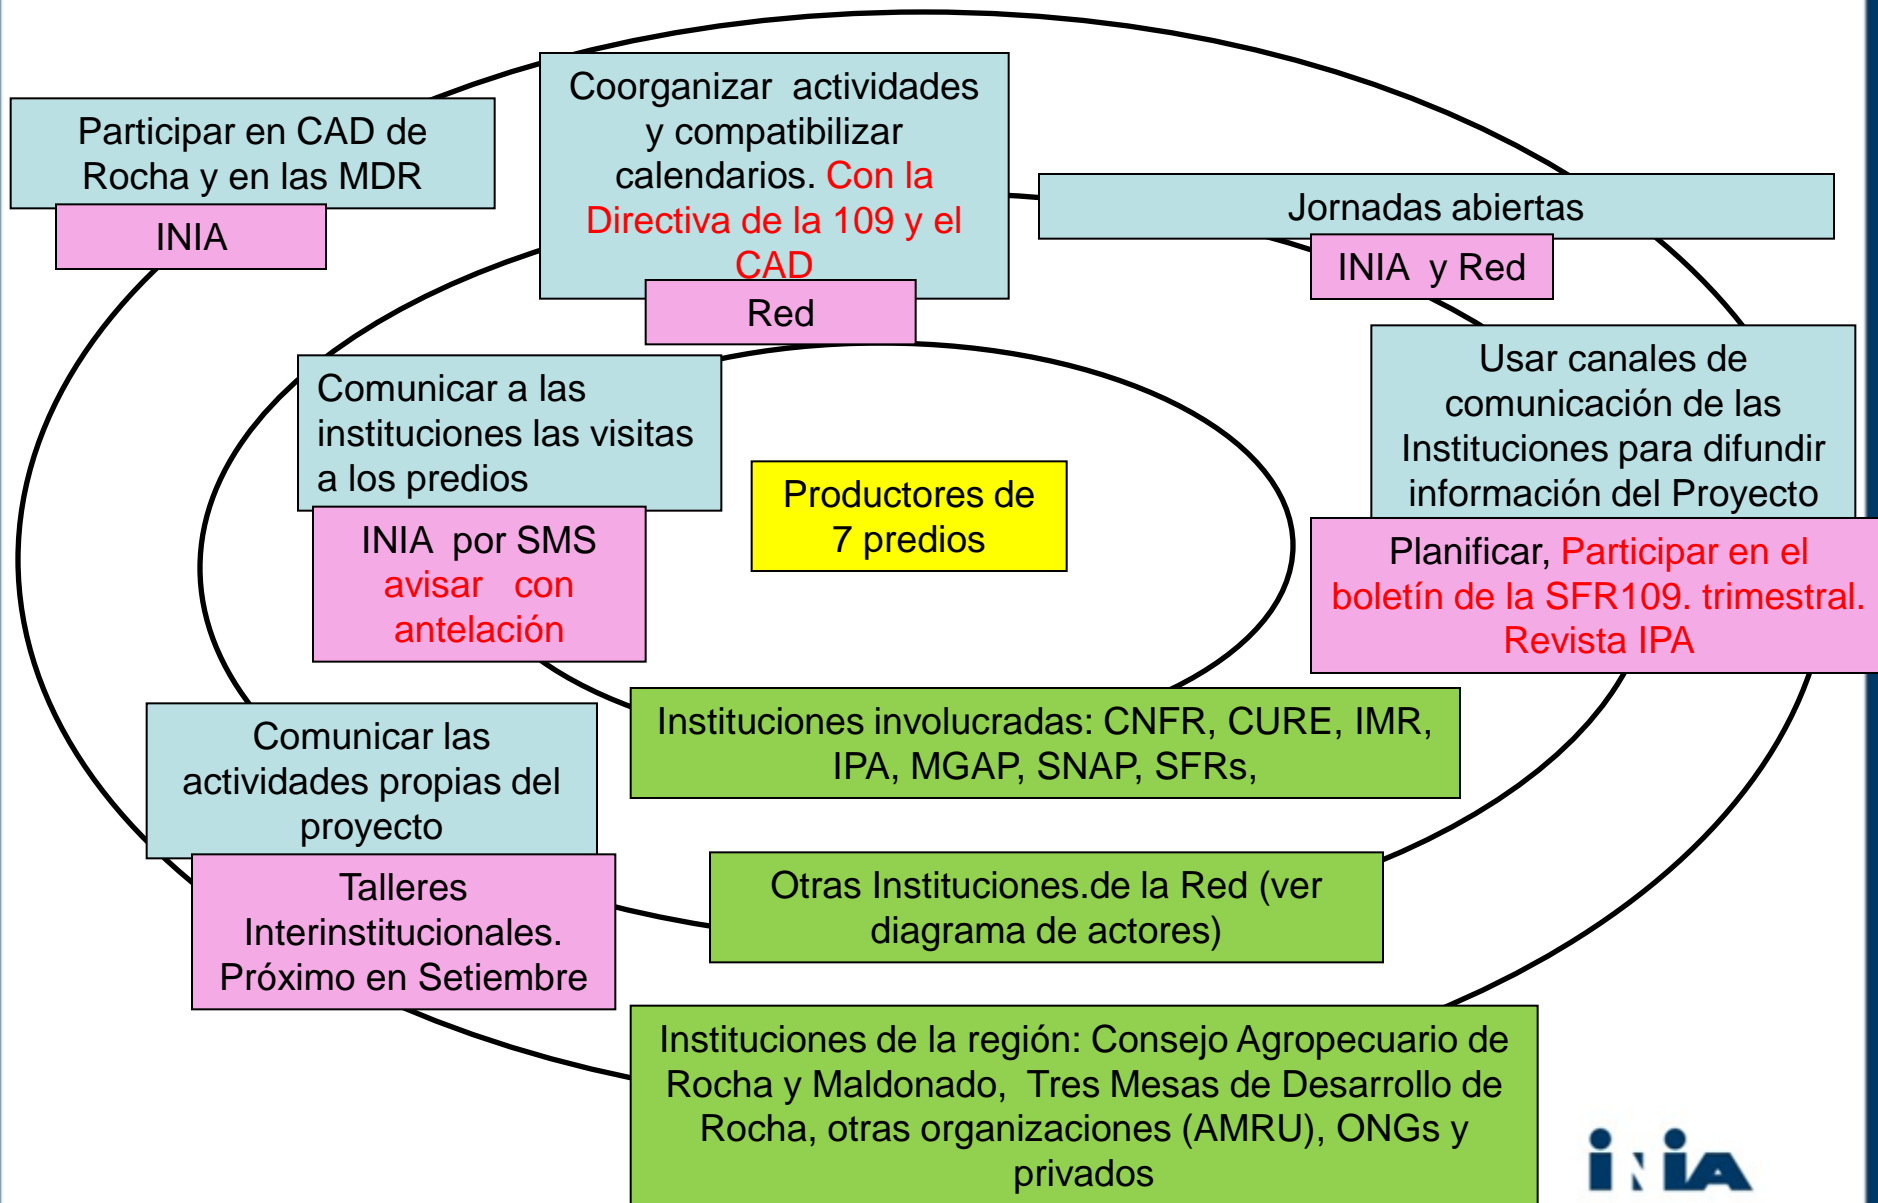 Participar en CAD de
Rocha y en las MDR
INIA
Coorganizar actividades
y compatibilizar
calendarios. Con la
Directiva de la 109 y el
CAD
Red
Jornadas abiertas
INIA y Red
Comunicar a las
instituciones las visitas
a los predios
INIA por SMS
avisar con
antelación
Productores de
7 predios
Usar canales de
comunicación de las
Instituciones para difundir
información del Proyecto
Planificar, Participar en el
boletín de la SFR109. trimestral.
Revista IPA
Instituciones involucradas: CNFR, CURE, IMR,
IPA, MGAP, SNAP, SFRs,
Comunicar las
actividades propias del
proyecto
Talleres
Interinstitucionales.
Próximo en Setiembre
Otras Instituciones.de la Red (ver
diagrama de actores)
Instituciones de la región: Consejo Agropecuario de
Rocha y Maldonado, Tres Mesas de Desarrollo de
Rocha, otras organizaciones (AMRU), ONGs y
privados
iNiA